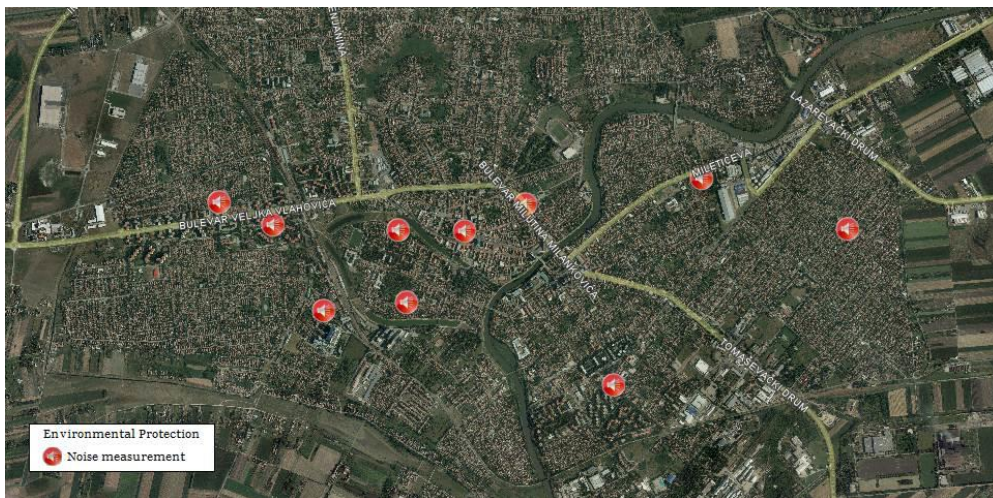 LAZAREVAČKI DRUM
MILETIĆEVA
BULEVAR VELJKA VLAHOVIĆA
BULEVAR MILUTINA MILANKOVIĆA
TOMAŠEVAČKI DRUM
Environmental Protection
Noise measurement